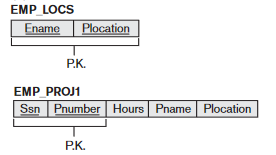 EMP_LOCS
Ename Plocation
P.K.
EMP_PROJ1
Ssn Pnumber Hours Pname Plocation
P.K.